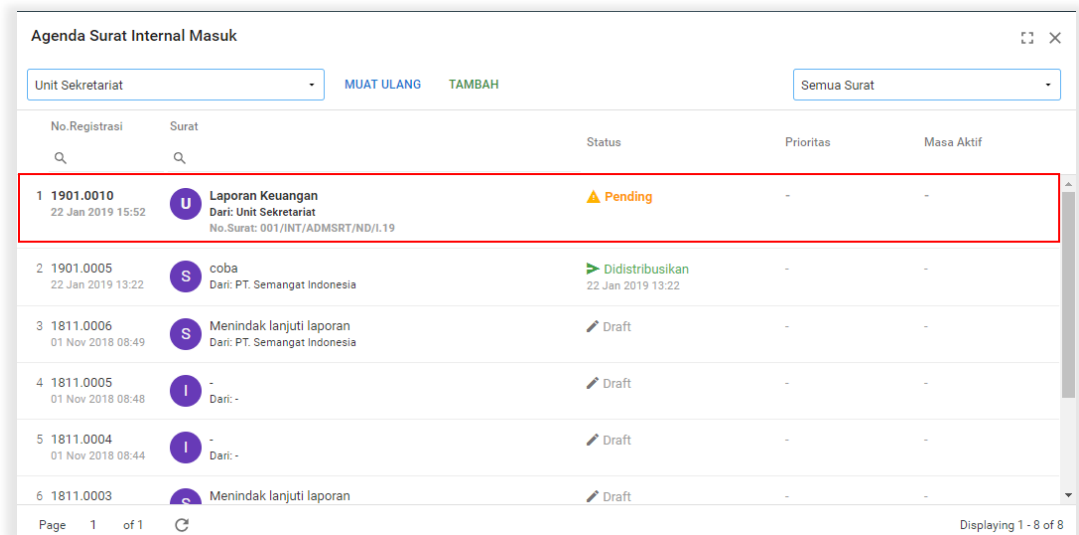 Agenda Surat Internal Masuk
Unit Sekretariat MUAT ULANG TAMBAH Semua Surat
No.Registrasi Surat Status Prioritas Masa Aktif
1 1901.0010 U Laporan Keuangan Pending - -
22 Jan 2019 15:52 Dari: Unit Sekretariat
No.Surat: 001/INT/ADMSRT/ND/I.19
2 1901.0005 S coba Didistribusikan - -
22 Jan 2019 13:22 Dari: PT. Semangat Indonesia 22 Jan 2019 13:22
3 1811.0006 S Menindak lanjuti laporan Draft - -
01 Nov 2018 08:49 Dari: PT. Semangat Indonesia
4 1811.0005 I - Draft - -
01 Nov 2018 08:48 Dari: -
5 1811.0004 I - Draft - -
01 Nov 2018 08:44 Dari: -
6 1811.0003 S Menindak lanjuti laporan Draft - -
Page 1 of 1 Displaying 1 - 8 of 8